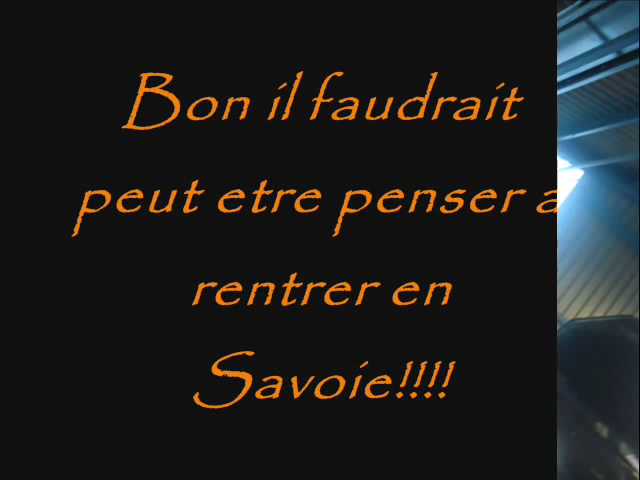 Bon il faudrait
peut etre penser a
rentrer en
Savoie!!!!